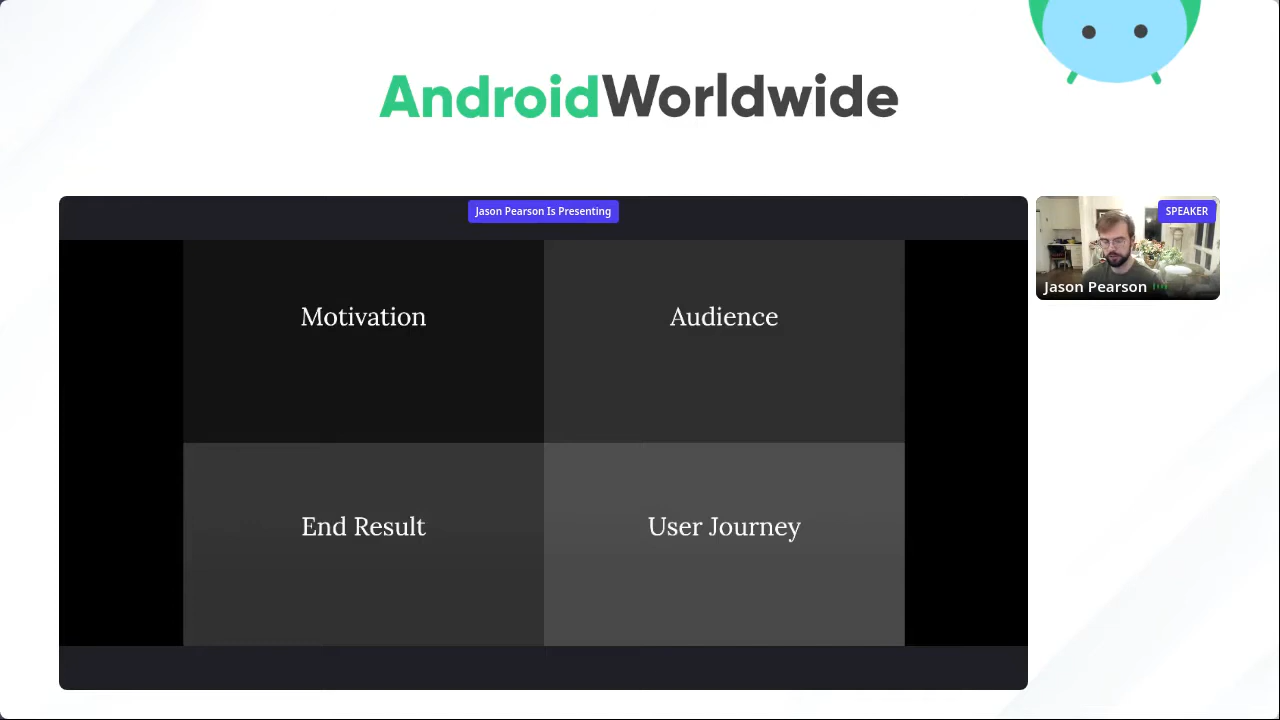 AndroidWorldwide
Jason Pearson Is Presenting
SPEAKER
Jason Pearson
Motivation
Audience
End Result
User Journey